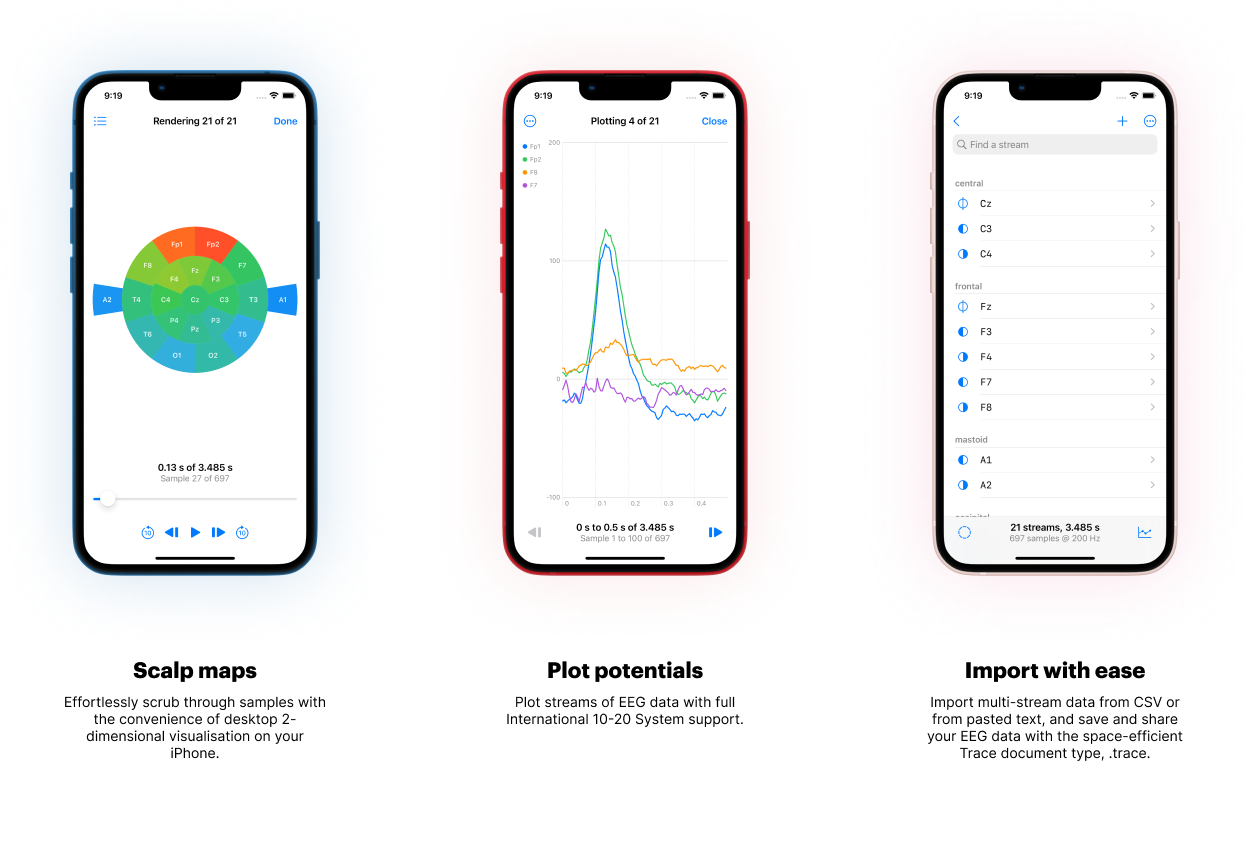 9:19
Rendering 21 of 21
Done
Fp1
Fp2
F8
Fz
F7
F4
F3
A2
T4
C4
Cz
C3
T3
A1
P4
P3
T6
Pz
T5
O1
O2
0.13 s of 3.485 s
Sample 27 of 697
10
10
Scalp maps
Effortlessly scrub through samples with
the convenience of desktop 2-
dimensional visualisation on your
iPhone.
9:19
Plotting 4 of 21
Close
Fp1
Fp2
F8
F7
200
100
0
-100
0
0.1
0.2
0.3
0.4
0 s to 0.5 s of 3.485 s
Sample 1 to 100 of 697
Plot potentials
Plot streams of EEG data with full
International 10-20 System support.
9:19
Find a stream
central
Cz
C3
C4
frontal
Fz
F3
F4
F7
F8
mastoid
A1
A2
21 streams, 3.485 s
697 samples @ 200 Hz
Import with ease
Import multi-stream data from CSV or
from pasted text, and save and share
your EEG data with the space-efficient
Trace document type, .trace.